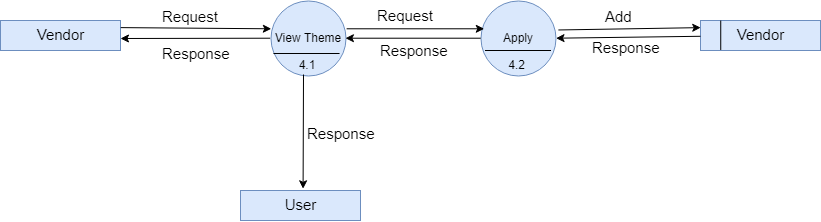 Request
Request
Add
Vendor
View Theme
Apply
Vendor
Response
Response
Response
4.1
4.2
Response
User